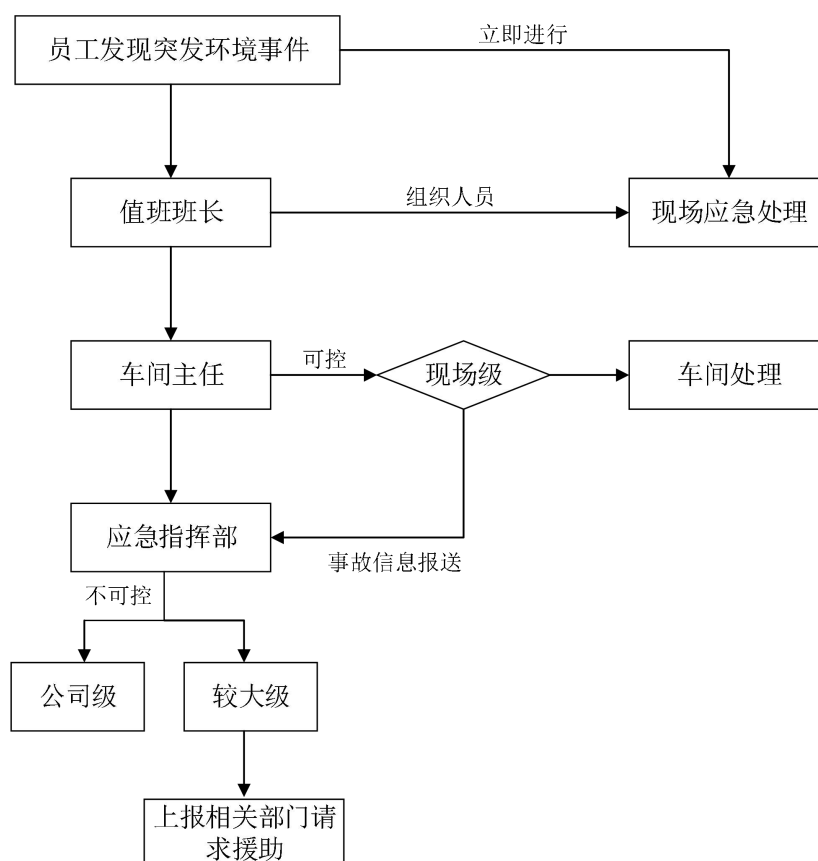 员工发现突发环境事件
立即进行
值班班长
组织人员
现场应急处理
车间主任
可控
现场级
车间处理
应急指挥部
事故信息报送
不可控
公司级
较大级
上报相关部门请
求援助